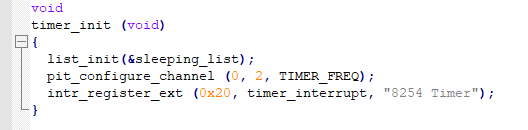 void
timer_init (void)
{
list_init(&sleeping_list);
pit_configure_channel (0, 2, TIMER_FREQ);
intr_register_ext (0x20, timer_interrupt, "8254 Timer");
}